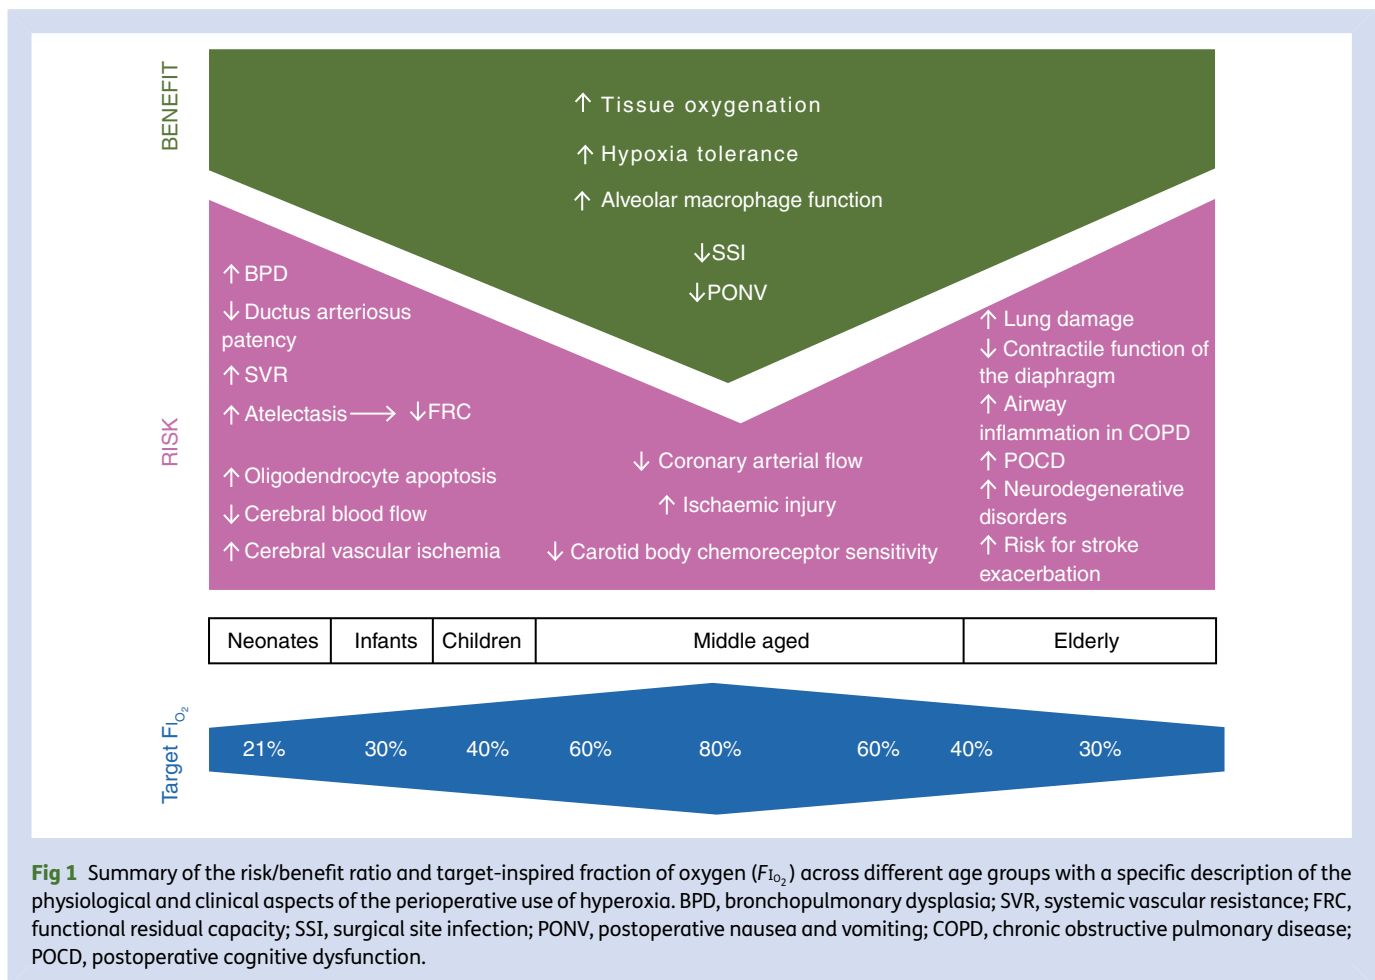 BENEFIT
↑ Tissue oxygenation
↑ Hypoxia tolerance
↑ Alveolar macrophage function
↓SSI
↓PONV
RISK
↑ BPD
↓ Ductus arteriosus
patency
↑ SVR
↑ Atelectasis → ↓FRC
↑ Oligodendrocyte apoptosis
↓ Cerebral blood flow
↑ Cerebral vascular ischemia
↓ Coronary arterial flow
↑ Ischaemic injury
↓ Carotid body chemoreceptor sensitivity
↑ Lung damage
↓ Contractile function of
the diaphragm
↑ Airway
inflammation in COPD
↑ POCD
↑ Neurodegenerative
disorders
↑ Risk for stroke
exacerbation
Neonates Infants Children Middle aged Elderly
Target FIO2
21% 30% 40% 60% 80% 60% 40% 30%
Fig 1 Summary of the risk/benefit ratio and target-inspired fraction of oxygen (FIO2) across different age groups with a specific description of the
physiological and clinical aspects of the perioperative use of hyperoxia. BPD, bronchopulmonary dysplasia; SVR, systemic vascular resistance; FRC,
functional residual capacity; SSI, surgical site infection; PONV, postoperative nausea and vomiting; COPD, chronic obstructive pulmonary disease;
POCD, postoperative cognitive dysfunction.